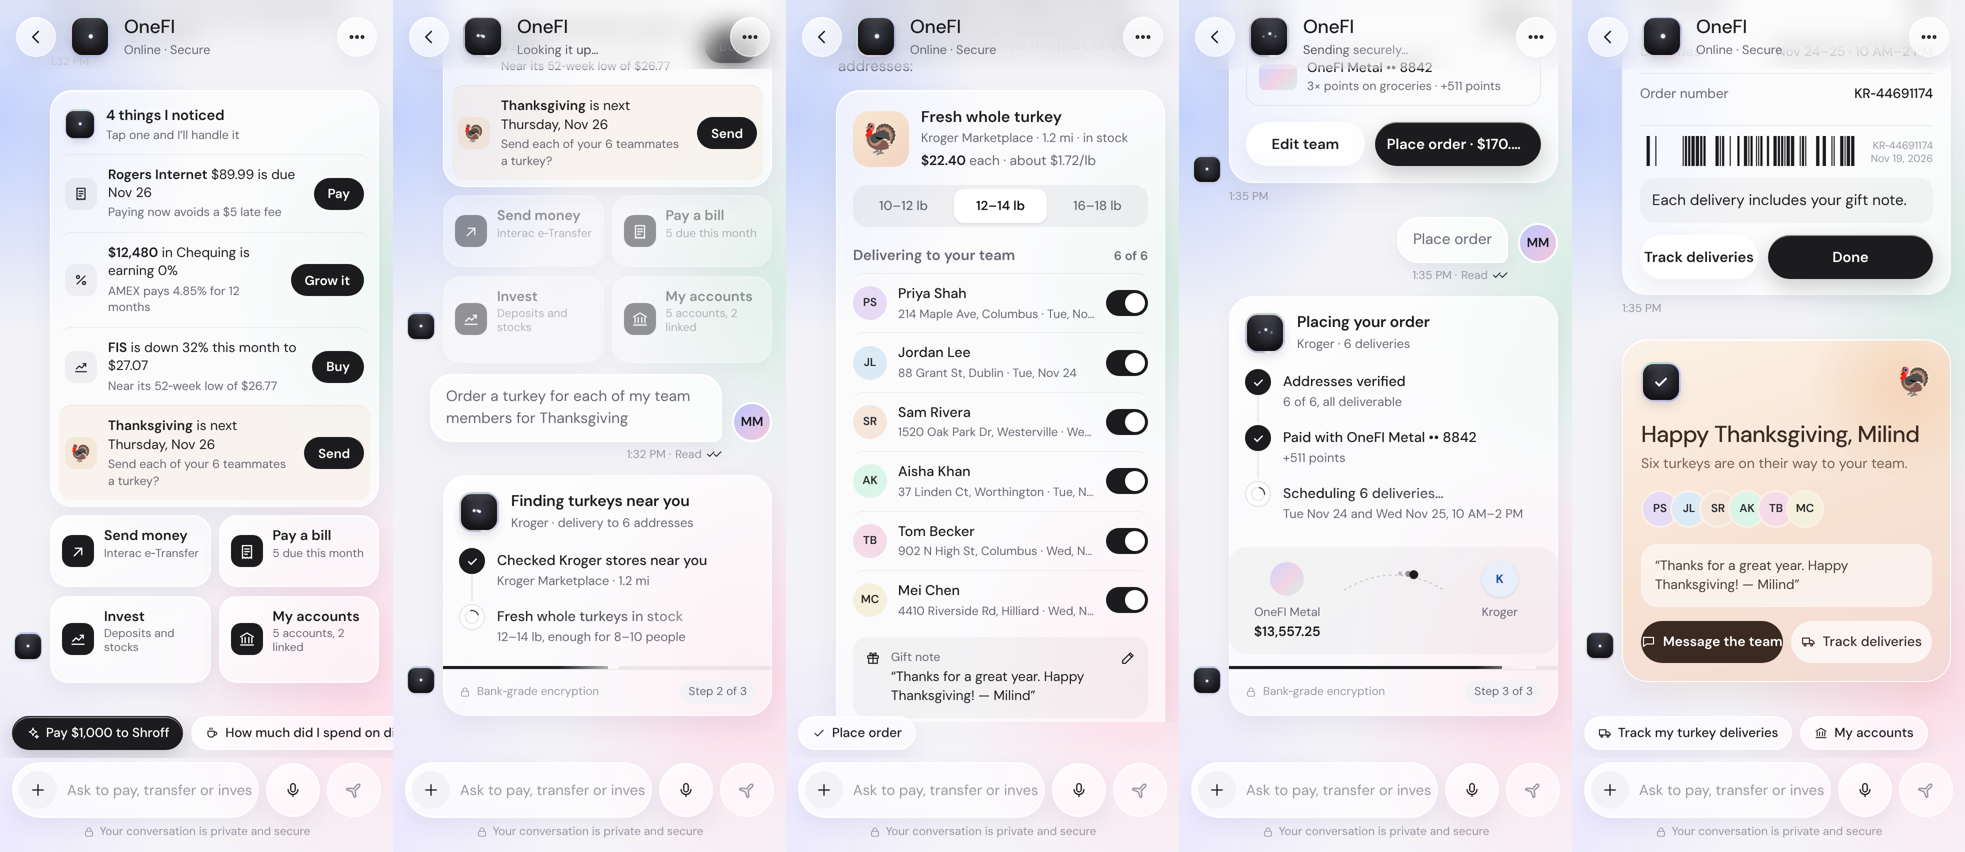 OneFI
Online · Secure
1:32 PM
4 things I noticed
Tap one and I'll handle it
Rogers Internet $89.99 is due
Nov 26
Paying now avoids a $5 late fee
Pay
$12,480 in Chequing is
earning 0%
AMEX pays 4.85% for 12
months
Grow it
FIS is down 32% this month to
$27.07
Near its 52-week low of $26.77
Buy
Thanksgiving is next
Thursday, Nov 26
Send each of your 6 teammates
a turkey?
Send
Send money
Interac e-Transfer
Pay a bill
5 due this month
Invest
Deposits and
stocks
My accounts
5 accounts, 2
linked
Pay $1,000 to Shroff
How much did I spend on di
Ask to pay, transfer or inves
Your conversation is private and secure
OneFI
Looking it up...
Near its 52-week low of $26.77
Thanksgiving is next
Thursday, Nov 26
Send each of your 6 teammates
a turkey?
Send
Send money
Interac e-Transfer
Pay a bill
5 due this month
Invest
Deposits and
stocks
My accounts
5 accounts, 2
linked
Order a turkey for each of my team
members for Thanksgiving
MM
1:32 PM · Read
Finding turkeys near you
Kroger · delivery to 6 addresses
Checked Kroger stores near you
Kroger Marketplace · 1.2 mi
Fresh whole turkeys in stock
12–14 lb, enough for 8–10 people
Bank-grade encryption
Step 2 of 3
Ask to pay, transfer or inves
Your conversation is private and secure
OneFI
Online · Secure
addresses:
Fresh whole turkey
Kroger Marketplace · 1.2 mi · in stock
$22.40 each · about $1.72/lb
10–12 lb
12–14 lb
16–18 lb
Delivering to your team
6 of 6
PS
Priya Shah
214 Maple Ave, Columbus · Tue, No...
JL
Jordan Lee
88 Grant St, Dublin · Tue, Nov 24
SR
Sam Rivera
1520 Oak Park Dr, Westerville · We...
AK
Aisha Khan
37 Linden Ct, Worthington · Tue, N...
TB
Tom Becker
902 N High St, Columbus · Wed, N...
MC
Mei Chen
4410 Riverside Rd, Hilliard · Wed, N...
Gift note
“Thanks for a great year. Happy
Thanksgiving! — Milind”
Place order
Ask to pay, transfer or inves
Your conversation is private and secure
OneFI
Sending securely...
OneFI Metal •• 8842
3× points on groceries · +511 points
Edit team
Place order · $170....
1:35 PM
Place order
MM
1:35 PM · Read
Placing your order
Kroger · 6 deliveries
Addresses verified
6 of 6, all deliverable
Paid with OneFI Metal •• 8842
+511 points
Scheduling 6 deliveries...
Tue Nov 24 and Wed Nov 25, 10 AM–2 PM
K
OneFI Metal
$13,557.25
Kroger
Bank-grade encryption
Step 3 of 3
Ask to pay, transfer or inves
Your conversation is private and secure
OneFI
Online · Secure
Nov 24–25 · 10 AM–2 PM
Order number
KR-44691174
KR-44691174
Nov 19, 2026
Each delivery includes your gift note.
Track deliveries
Done
1:35 PM
Happy Thanksgiving, Milind
Six turkeys are on their way to your team.
PS JL SR AK TB MC
“Thanks for a great year. Happy
Thanksgiving! — Milind”
Message the team
Track deliveries
Track my turkey deliveries
My accounts
Ask to pay, transfer or inves
Your conversation is private and secure